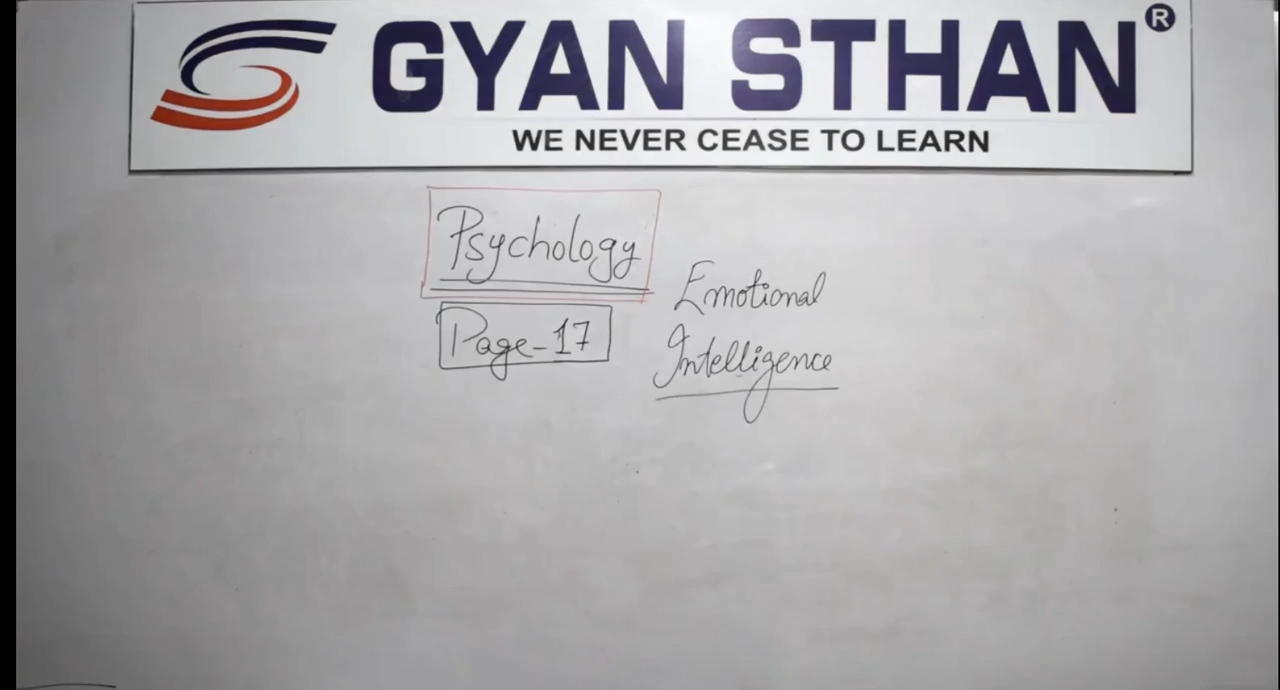 GYAN STHAN®
WE NEVER CEASE TO LEARN
Psychology
Page-17
Emotional
Intelligence